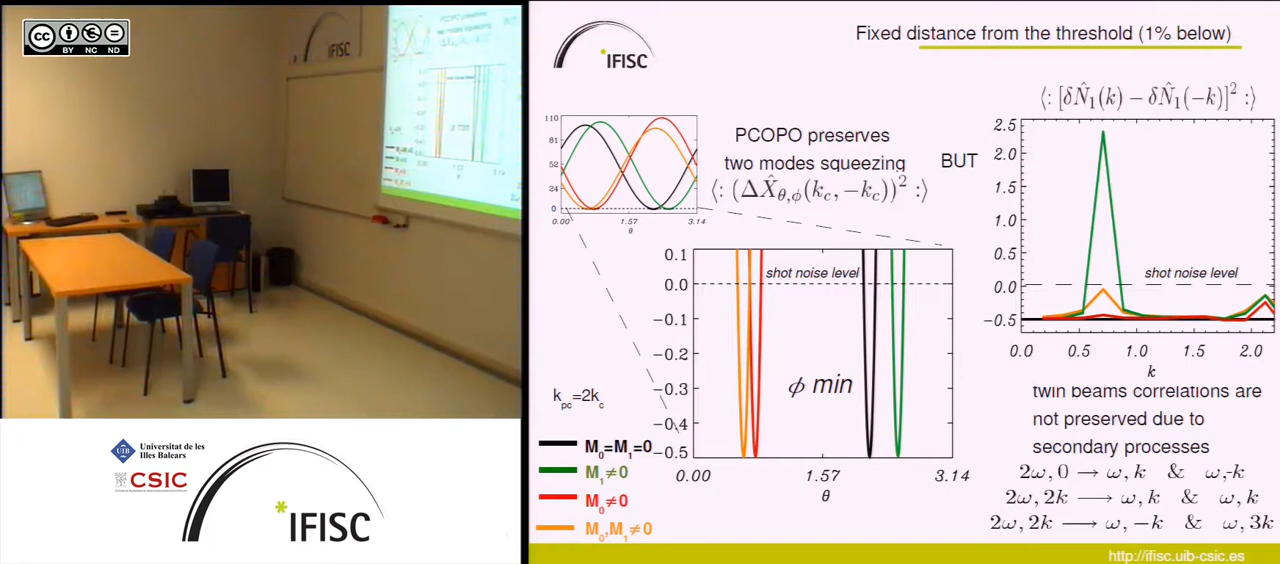 cc
BY NC ND
IFISC
UIB Universitat de les
Illes Balears
CSIC
*IFISC
*IFISC
Fixed distance from the threshold (1% below)
110
81
52
24
0
0.00 1.57 3.14
θ
PCOPO preserves
two modes squeezing
⟨: (ΔX̂θ,φ(kc, −kc))² :⟩
BUT
⟨: [δN̂₁(k) − δN̂₁(−k)]² :⟩
2.5
2.0
1.5
1.0
0.5
0.0
−0.5
shot noise level
0.0 0.5 1.0 1.5 2.0
k
0.1
0.0
−0.1
−0.2
−0.3
−0.4
−0.5
shot noise level
ϕ min
0.00 1.57 3.14
θ
kpc=2kc
M₀=M₁=0
M₁≠0
M₀≠0
M₀,M₁≠0
twin beams correlations are
not preserved due to
secondary processes
2ω, 0 → ω, k & ω,-k
2ω, 2k ⟶ ω, k & ω, k
2ω, 2k ⟶ ω, −k & ω, 3k
http://ifisc.uib-csic.es